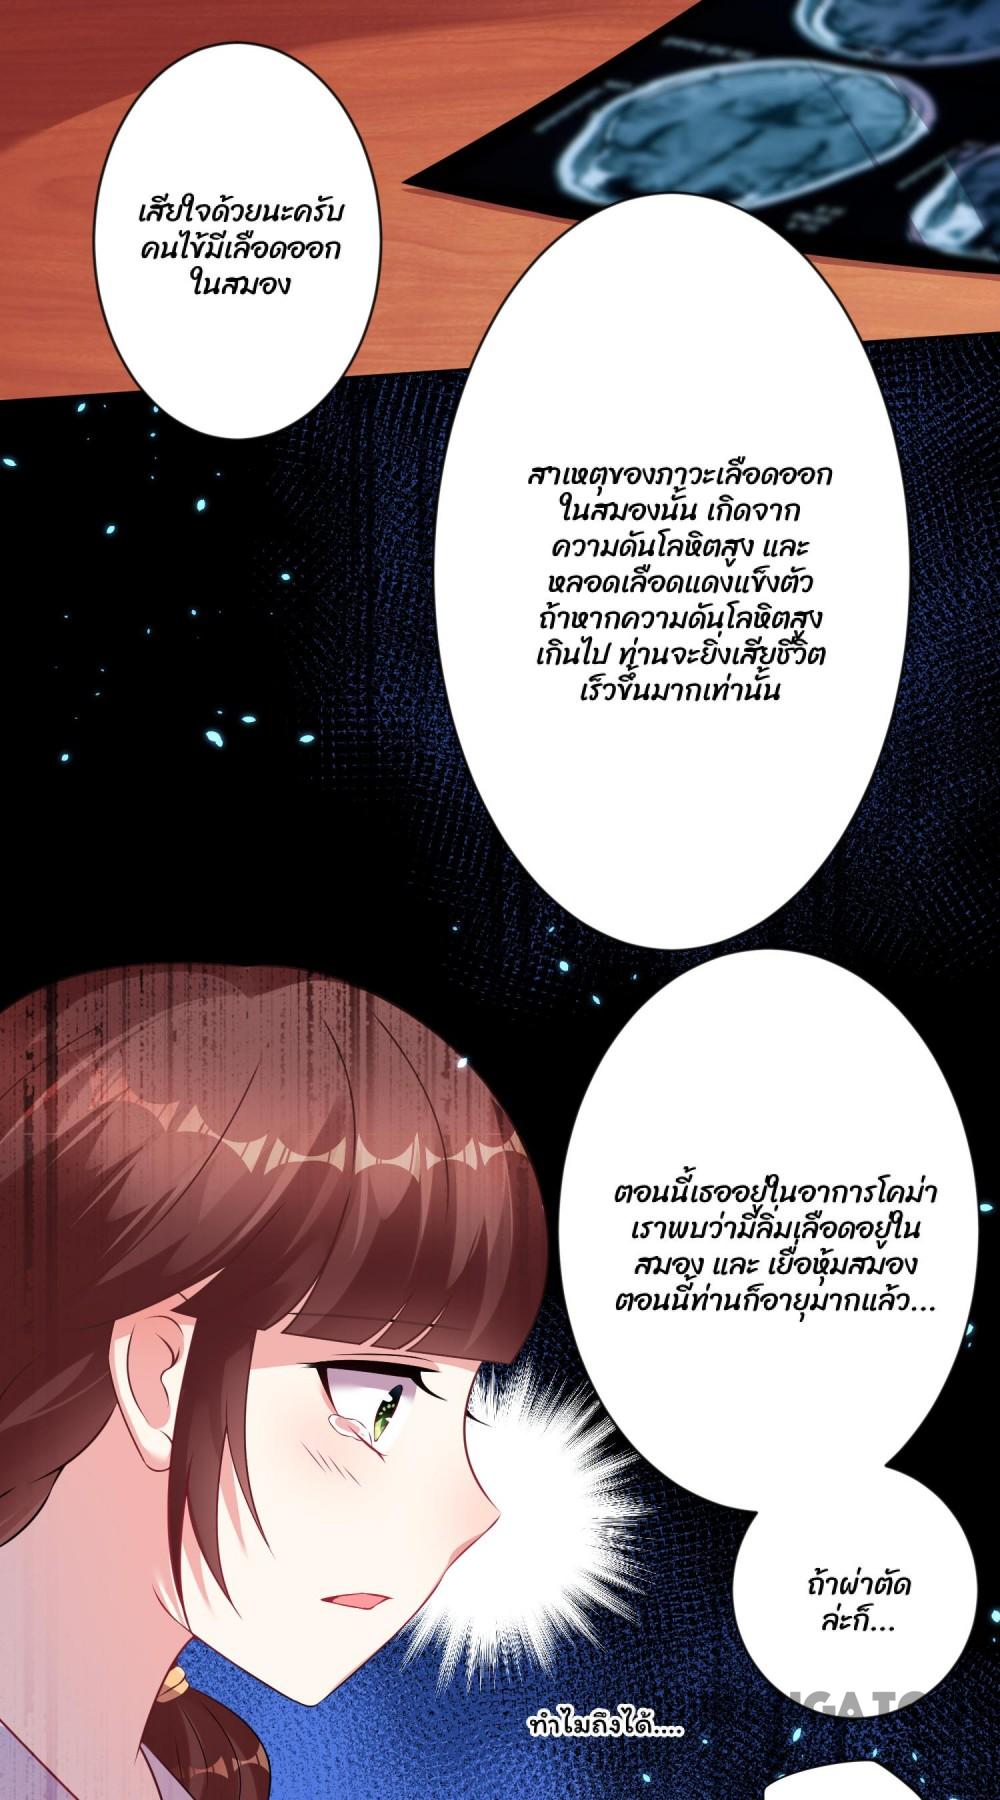 เสียใจด้วยนะครับ
คนไข้มีเลือดออก
ในสมอง
สาเหตุของภาวะเลือดออก
ในสมองนั้น เกิดจาก
ความดันโลหิตสูง และ
หลอดเลือดแดงแข็งตัว
ถ้าหากความดันโลหิตสูง
เกินไป ท่านจะยิ่งเสียชีวิต
เร็วขึ้นมากเท่านั้น
ตอนนี้เธออยู่ในอาการโคม่า
เราพบว่ามีลิ่มเลือดอยู่ใน
สมอง และ เยื่อหุ้มสมอง
ตอนนี้ท่านก็อายุมากแล้ว...
ถ้าผ่าตัด
ล่ะก็...
ทำไมถึงได้....